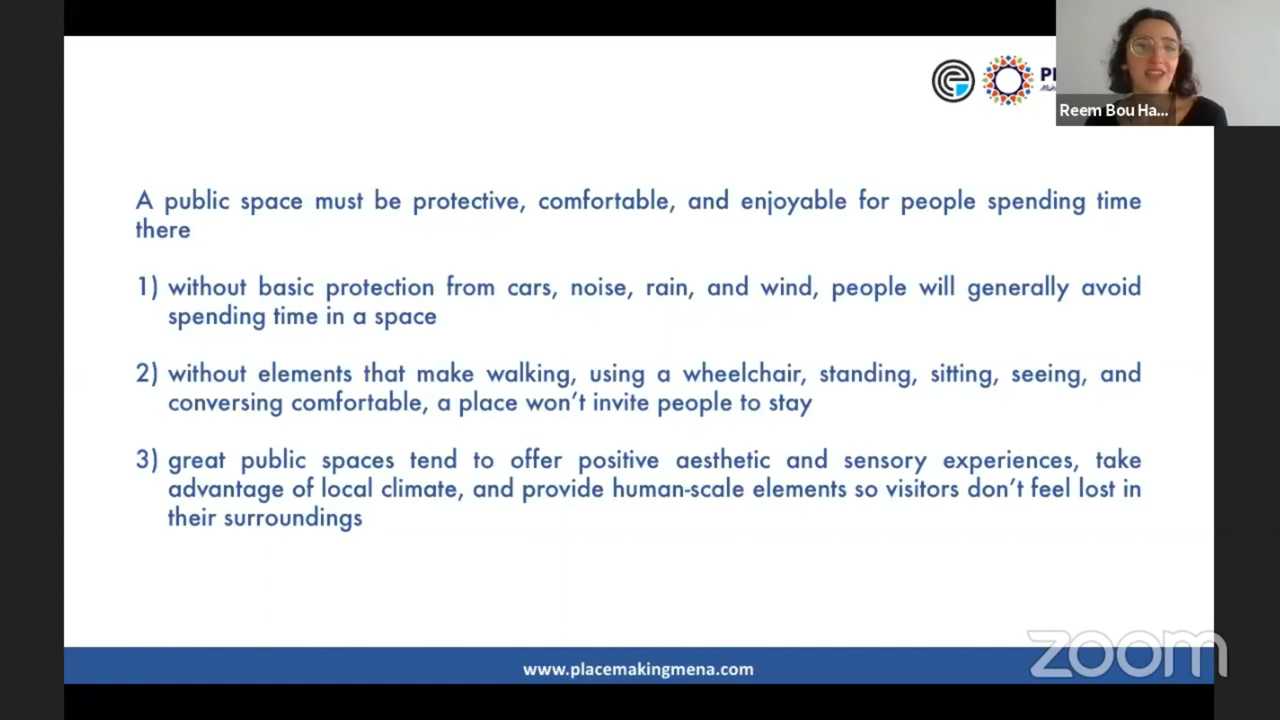 Reem Bou Ha...
A public space must be protective, comfortable, and enjoyable for people spending time
there
1) without basic protection from cars, noise, rain, and wind, people will generally avoid
spending time in a space
2) without elements that make walking, using a wheelchair, standing, sitting, seeing, and
conversing comfortable, a place won't invite people to stay
3) great public spaces tend to offer positive aesthetic and sensory experiences, take
advantage of local climate, and provide human-scale elements so visitors don't feel lost in
their surroundings
www.placemakingmena.com
zoom